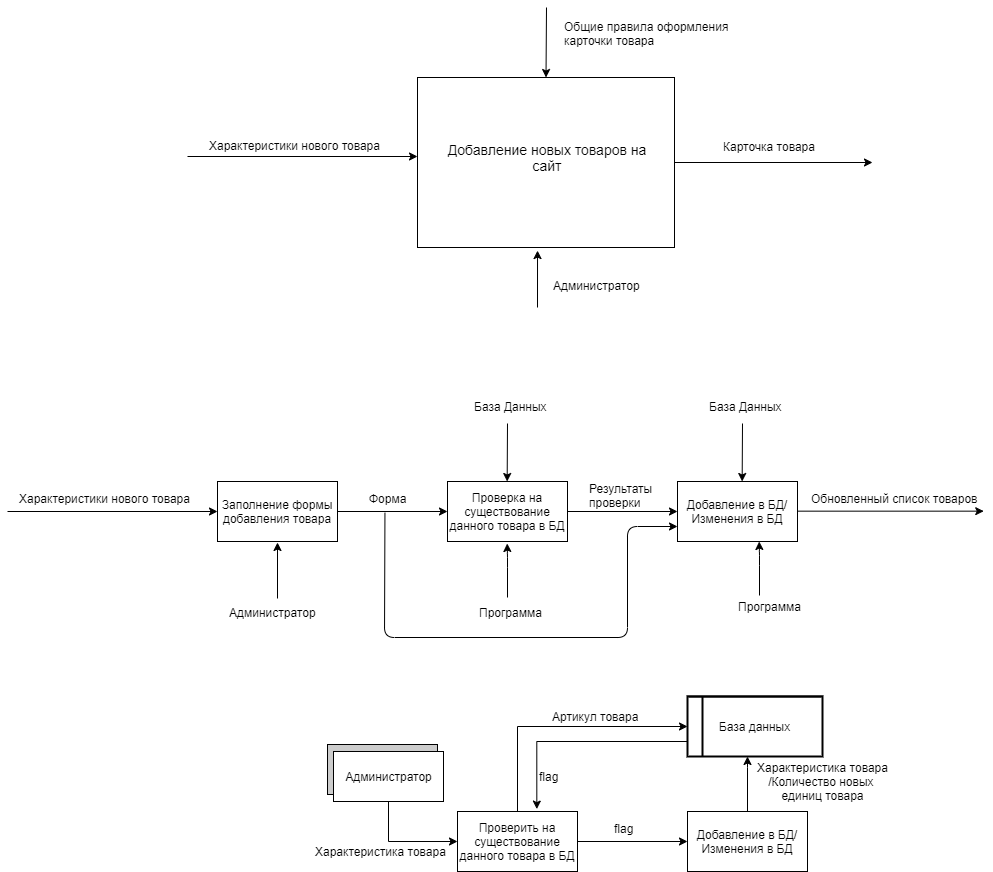 Общие правила оформления
карточки товара
Характеристики нового товара
Добавление новых товаров на
сайт
Карточка товара
Администратор
База Данных
База Данных
Характеристики нового товара
Заполнение формы
добавления товара
Форма
Проверка на
существование
данного товара в БД
Результаты
проверки
Добавление в БД/
Изменения в БД
Обновленный список товаров
Администратор
Программа
Программа
Артикул товара
База данных
Администратор
flag
Характеристика товара
/Количество новых
единиц товара
Характеристика товара
Проверить на
существование
данного товара в БД
flag
Добавление в БД/
Изменения в БД